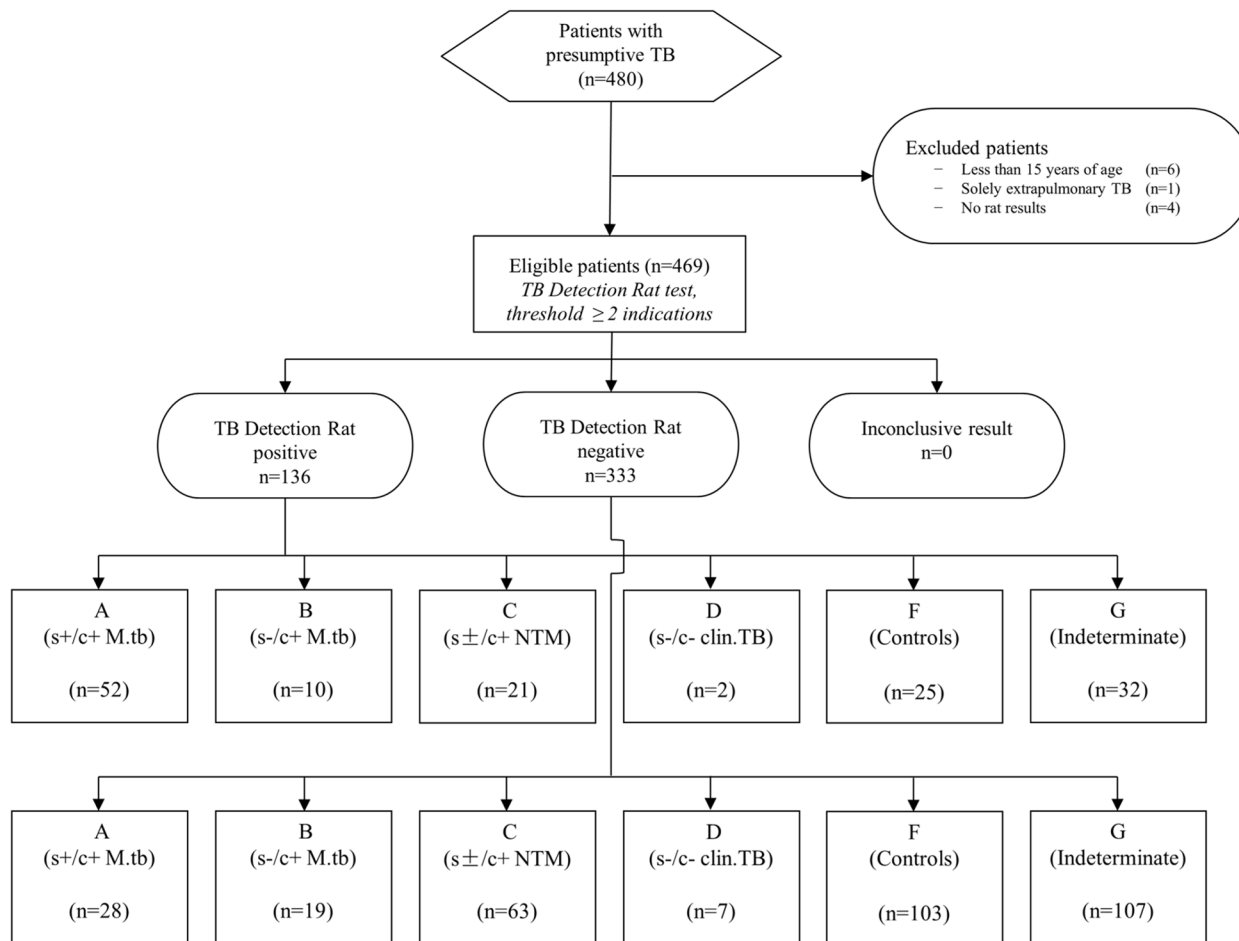 Patients with
presumptive TB
(n=480)
Excluded patients
− Less than 15 years of age (n=6)
− Solely extrapulmonary TB (n=1)
− No rat results (n=4)
Eligible patients (n=469)
TB Detection Rat test,
threshold ≥ 2 indications
TB Detection Rat
positive
n=136
TB Detection Rat
negative
n=333
Inconclusive result
n=0
A
(s+/c+ M.tb)
(n=52)
B
(s-/c+ M.tb)
(n=10)
C
(s±/c+ NTM)
(n=21)
D
(s-/c- clin.TB)
(n=2)
F
(Controls)
(n=25)
G
(Indeterminate)
(n=32)
A
(s+/c+ M.tb)
(n=28)
B
(s-/c+ M.tb)
(n=19)
C
(s±/c+ NTM)
(n=63)
D
(s-/c- clin.TB)
(n=7)
F
(Controls)
(n=103)
G
(Indeterminate)
(n=107)